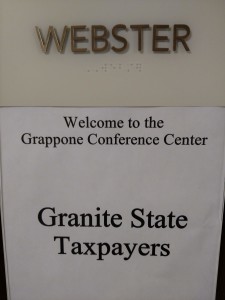 WEBSTER
Welcome to the
Grappone Conference Center
Granite State
Taxpayers